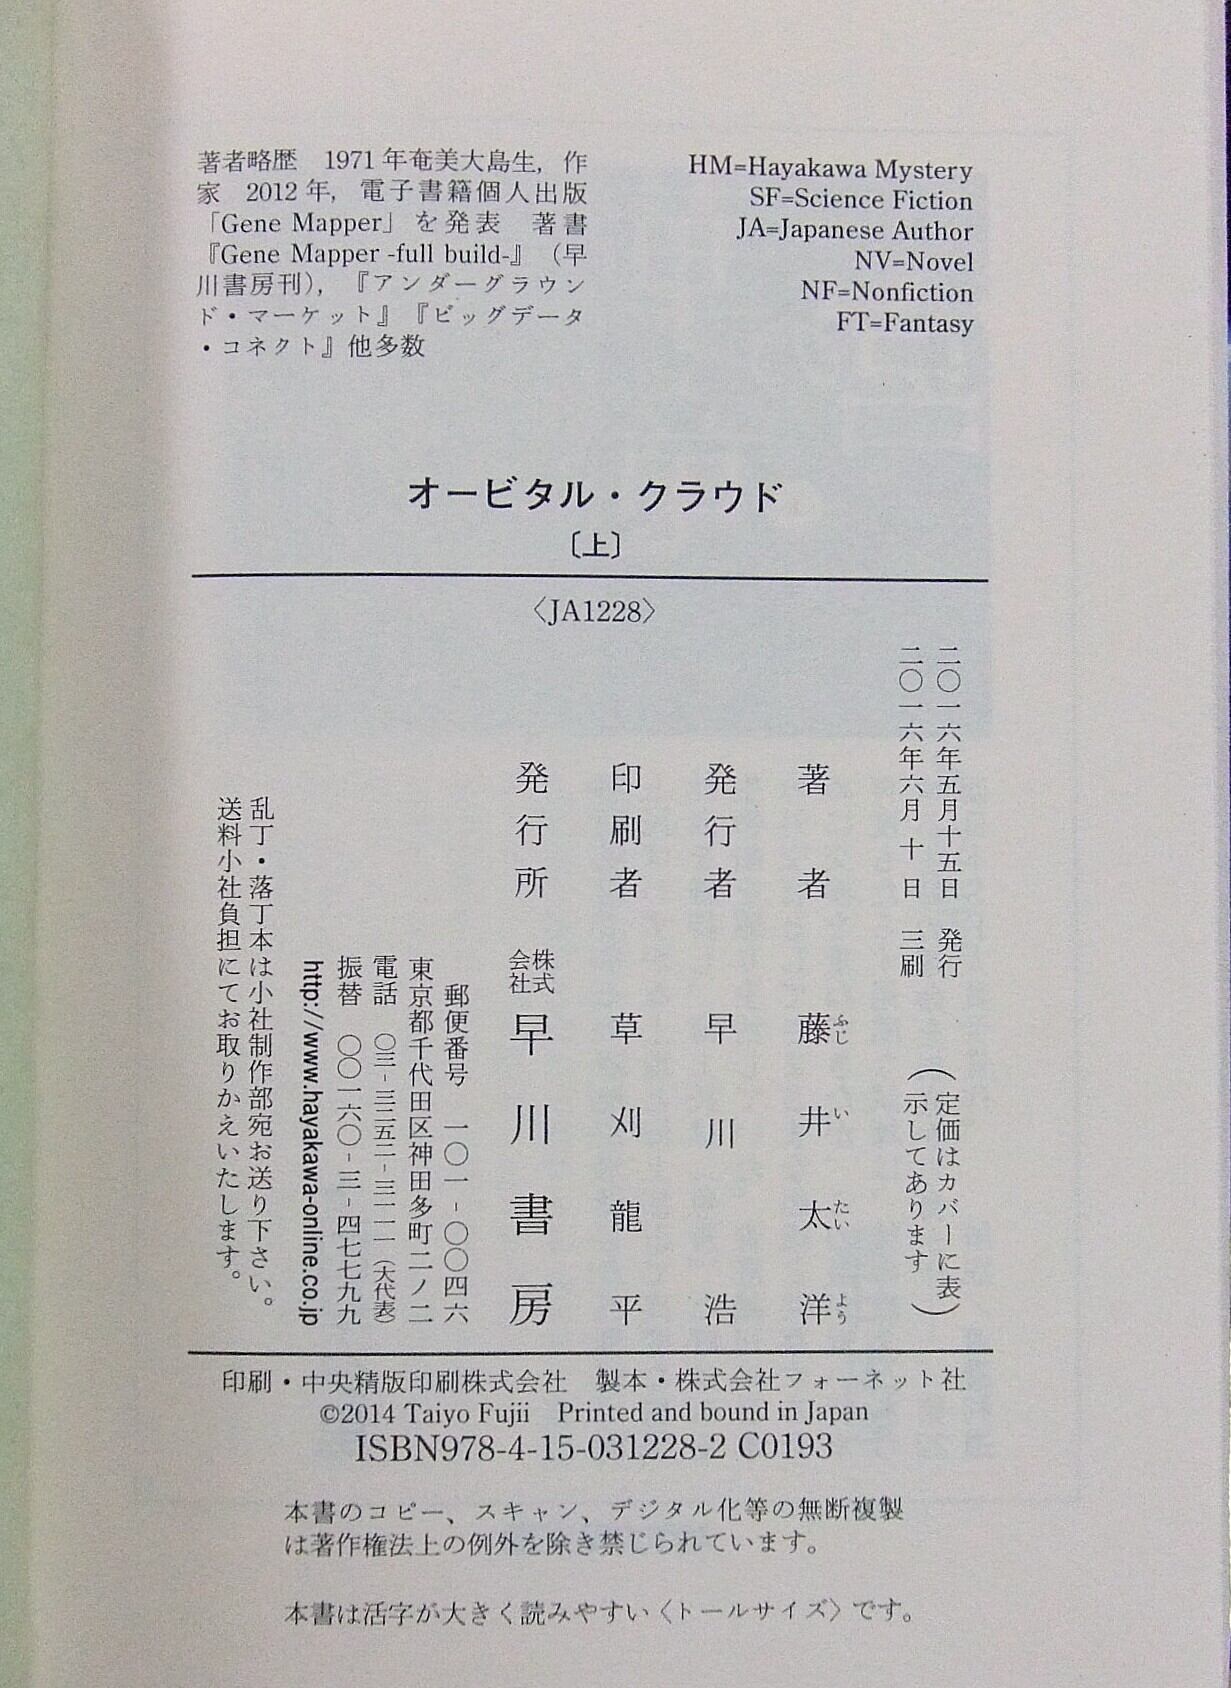 著者略歴　1971年奄美大島生，作
家　2012年，電子書籍個人出版
「Gene Mapper」を発表　著書
『Gene Mapper -full build-』（早
川書房刊），『アンダーグラウン
ド・マーケット』『ビッグデータ
・コネクト』他多数
HM=Hayakawa Mystery
SF=Science Fiction
JA=Japanese Author
NV=Novel
NF=Nonfiction
FT=Fantasy
オービタル・クラウド
〔上〕
〈JA1228〉
二〇一六年五月十五日　発行
二〇一六年六月十日　三刷
（定価はカバーに表
示してあります）
著者　藤井太洋
ふじ　い　たい　よう
発行者　早川　浩
印刷者　草刈龍平
発行所　株式会社　早川書房
郵便番号　一〇一-〇〇四六
東京都千代田区神田多町二ノ二
電話　〇三-三二五二-三一一一（大代表）
振替　〇〇一六〇-三-四七七九九
http://www.hayakawa-online.co.jp
乱丁・落丁本は小社制作部宛お送り下さい。
送料小社負担にてお取りかえいたします。
印刷・中央精版印刷株式会社　製本・株式会社フォーネット社
©2014 Taiyo Fujii　Printed and bound in Japan
ISBN978-4-15-031228-2 C0193
本書のコピー、スキャン、デジタル化等の無断複製
は著作権法上の例外を除き禁じられています。
本書は活字が大きく読みやすい〈トールサイズ〉です。